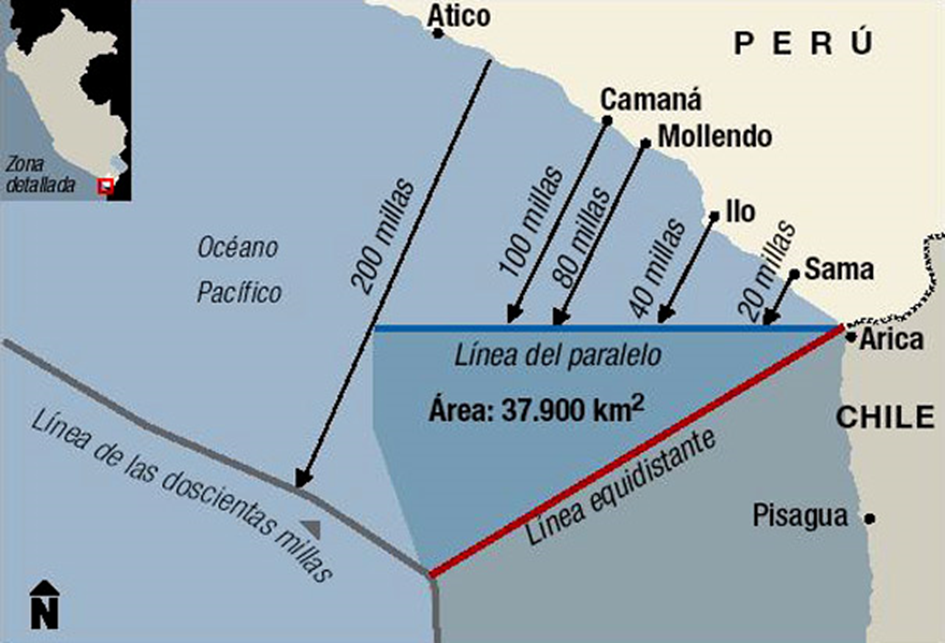 Atico
PERÚ
Camaná
Mollendo
Zona
detallada
Ilo
200 millas
100 millas
80 millas
40 millas
20 millas
Océano
Pacífico
Sama
Arica
Línea del paralelo
Área: 37.900 km²
CHILE
Línea de las doscientas millas
Línea equidistante
Pisagua
N